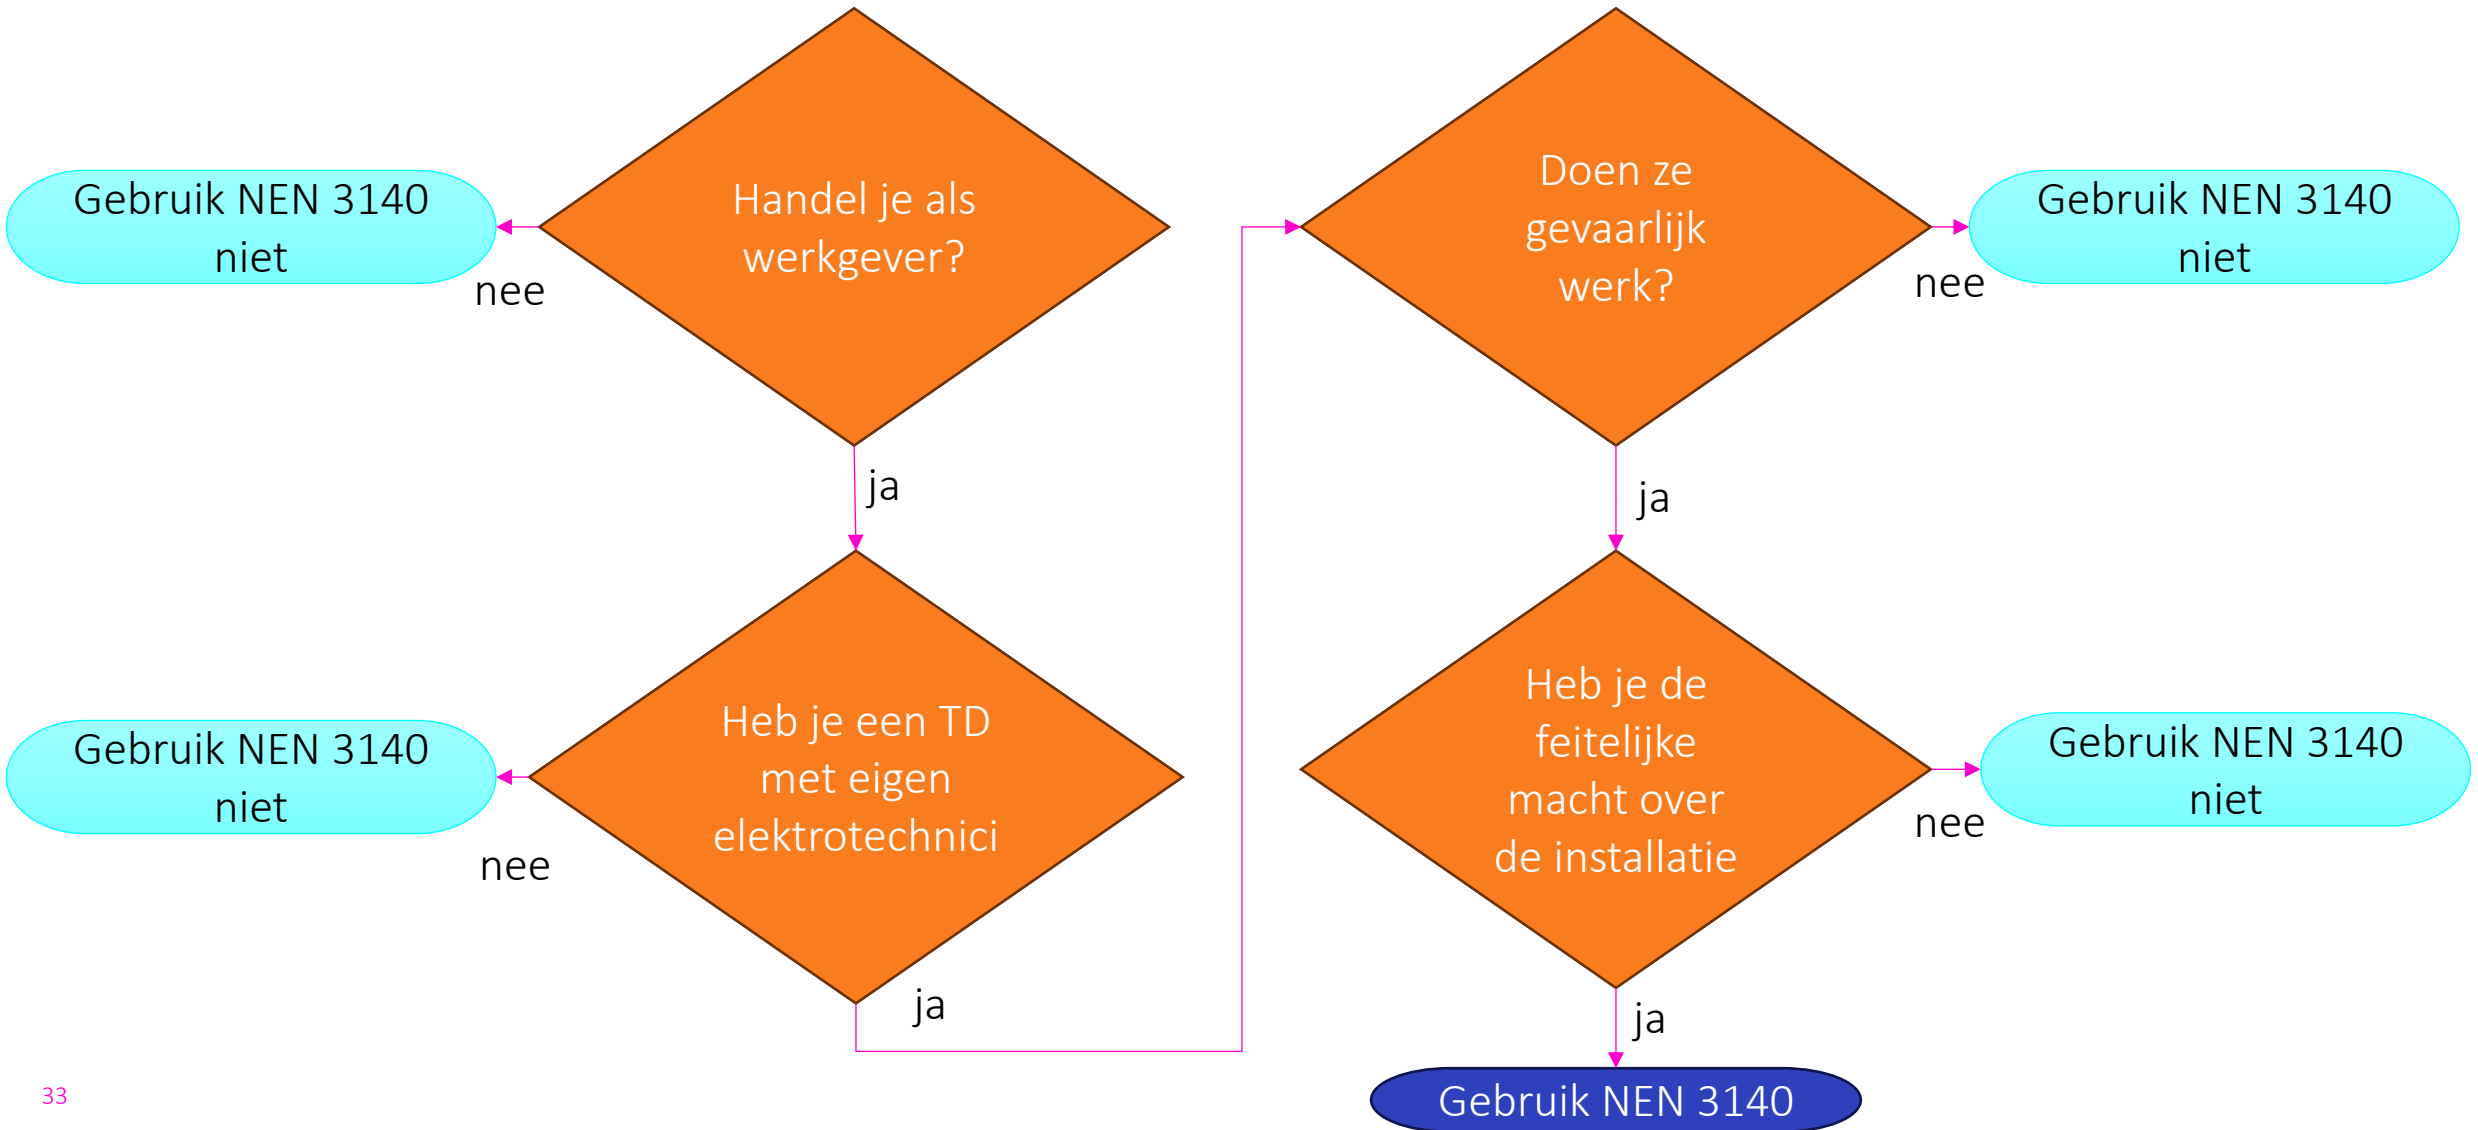 Handel je als
werkgever?
Gebruik NEN 3140
niet
nee
ja
Heb je een TD
met eigen
elektrotechnici
Gebruik NEN 3140
niet
nee
ja
Doen ze
gevaarlijk
werk?
Gebruik NEN 3140
niet
nee
ja
Heb je de
feitelijke
macht over
de installatie
Gebruik NEN 3140
niet
nee
ja
Gebruik NEN 3140
33